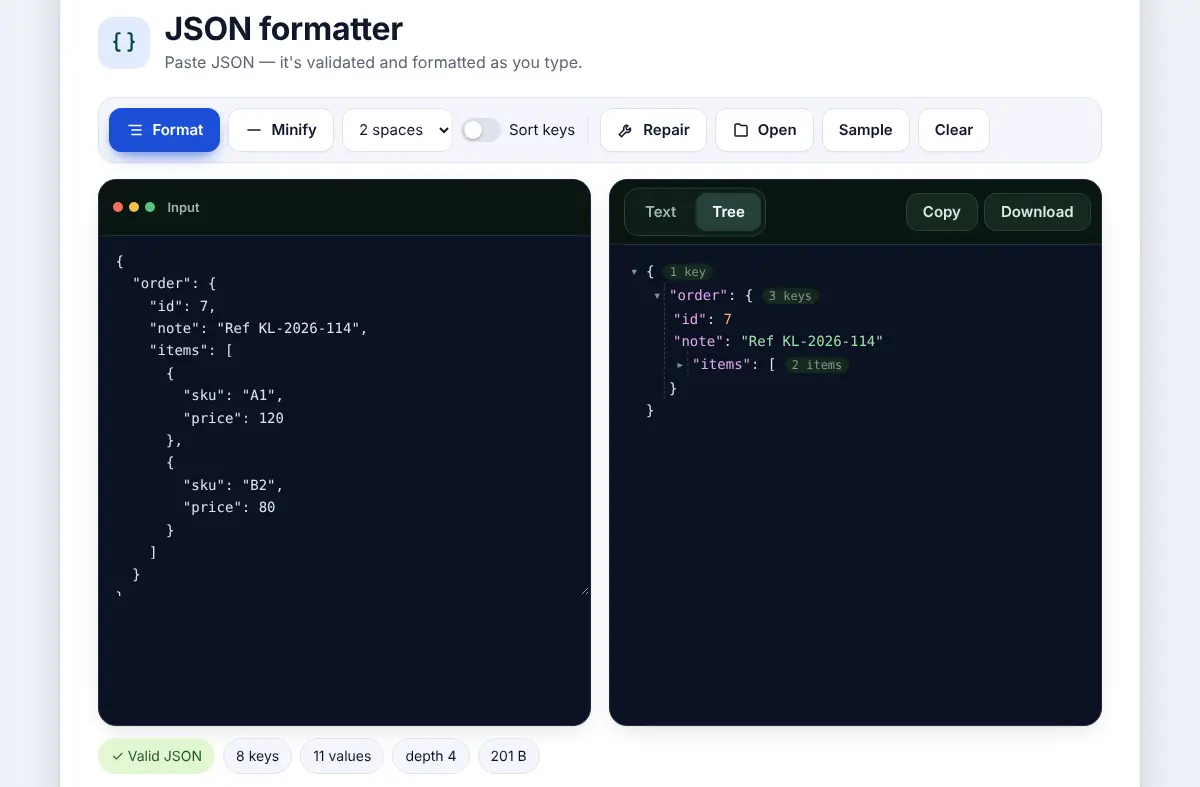 { }
JSON formatter
Paste JSON — it's validated and formatted as you type.
Format Minify 2 spaces Sort keys Repair Open Sample Clear
Input
{
  "order": {
    "id": 7,
    "note": "Ref KL-2026-114",
    "items": [
      {
        "sku": "A1",
        "price": 120
      },
      {
        "sku": "B2",
        "price": 80
      }
    ]
  }
Text Tree Copy Download
{ 1 key
"order": { 3 keys
"id": 7
"note": "Ref KL-2026-114"
"items": [ 2 items
}
}
✓ Valid JSON 8 keys 11 values depth 4 201 B